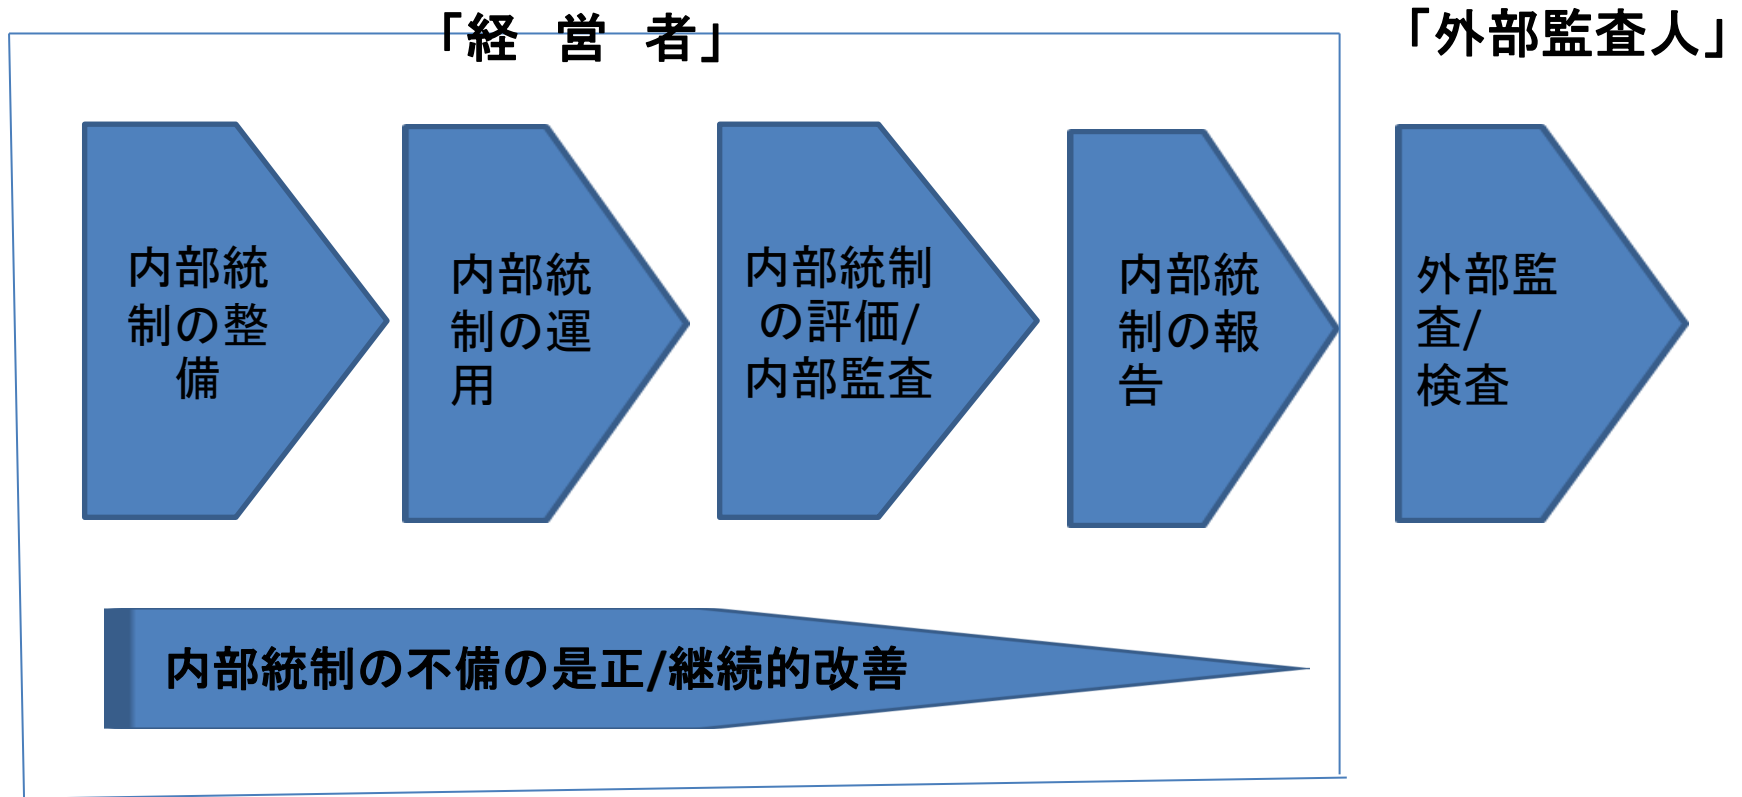 「経　営　者」
「外部監査人」
内部統
制の整
備
内部統
制の運
用
内部統制
の評価/
内部監査
内部統
制の報
告
外部監
査/
検査
内部統制の不備の是正/継続的改善